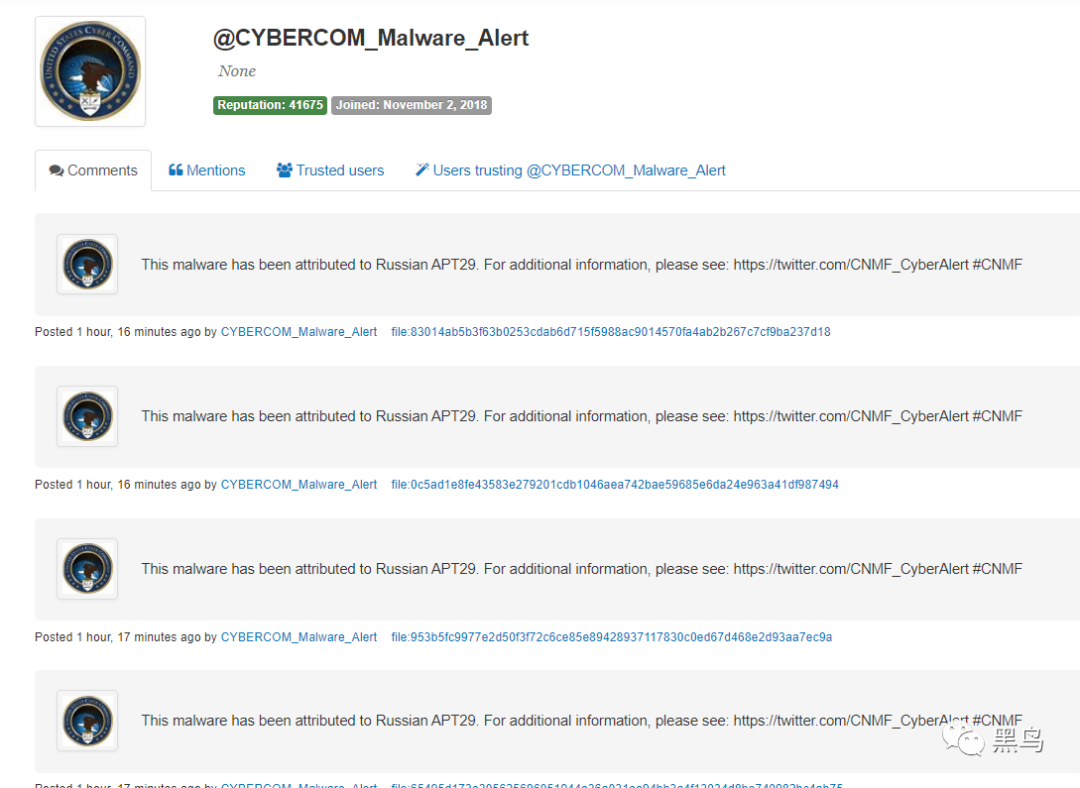 UNITED STATES CYBER COMMAND
@CYBERCOM_Malware_Alert
None
Reputation: 41675 Joined: November 2, 2018
Comments Mentions Trusted users Users trusting @CYBERCOM_Malware_Alert
This malware has been attributed to Russian APT29. For additional information, please see: https://twitter.com/CNMF_CyberAlert #CNMF
Posted 1 hour, 16 minutes ago by CYBERCOM_Malware_Alert file:83014ab5b3f63b0253cdab6d715f5988ac9014570fa4ab2b267c7cf9ba237d18
This malware has been attributed to Russian APT29. For additional information, please see: https://twitter.com/CNMF_CyberAlert #CNMF
Posted 1 hour, 16 minutes ago by CYBERCOM_Malware_Alert file:0c5ad1e8fe43583e279201cdb1046aea742bae59685e6da24e963a41df987494
This malware has been attributed to Russian APT29. For additional information, please see: https://twitter.com/CNMF_CyberAlert #CNMF
Posted 1 hour, 17 minutes ago by CYBERCOM_Malware_Alert file:953b5fc9977e2d50f3f72c6ce85e89428937117830c0ed67d468e2d93aa7ec9a
This malware has been attributed to Russian APT29. For additional information, please see: https://twitter.com/CNMF_CyberAlert #CNMF
黑鸟
Posted 1 hour, 17 minutes ago by CYBERCOM_Malware_Alert